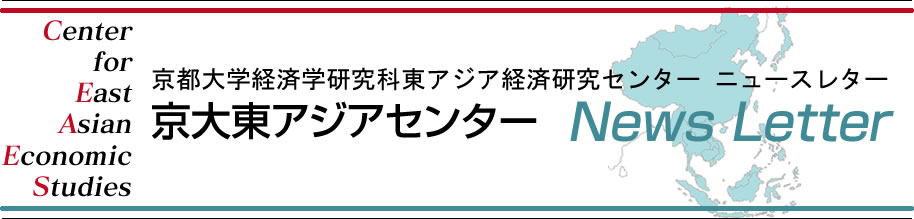 Center
for
East
Asian
Economic
Studies
京都大学経済学研究科東アジア経済研究センター ニュースレター
京大東アジアセンター News Letter